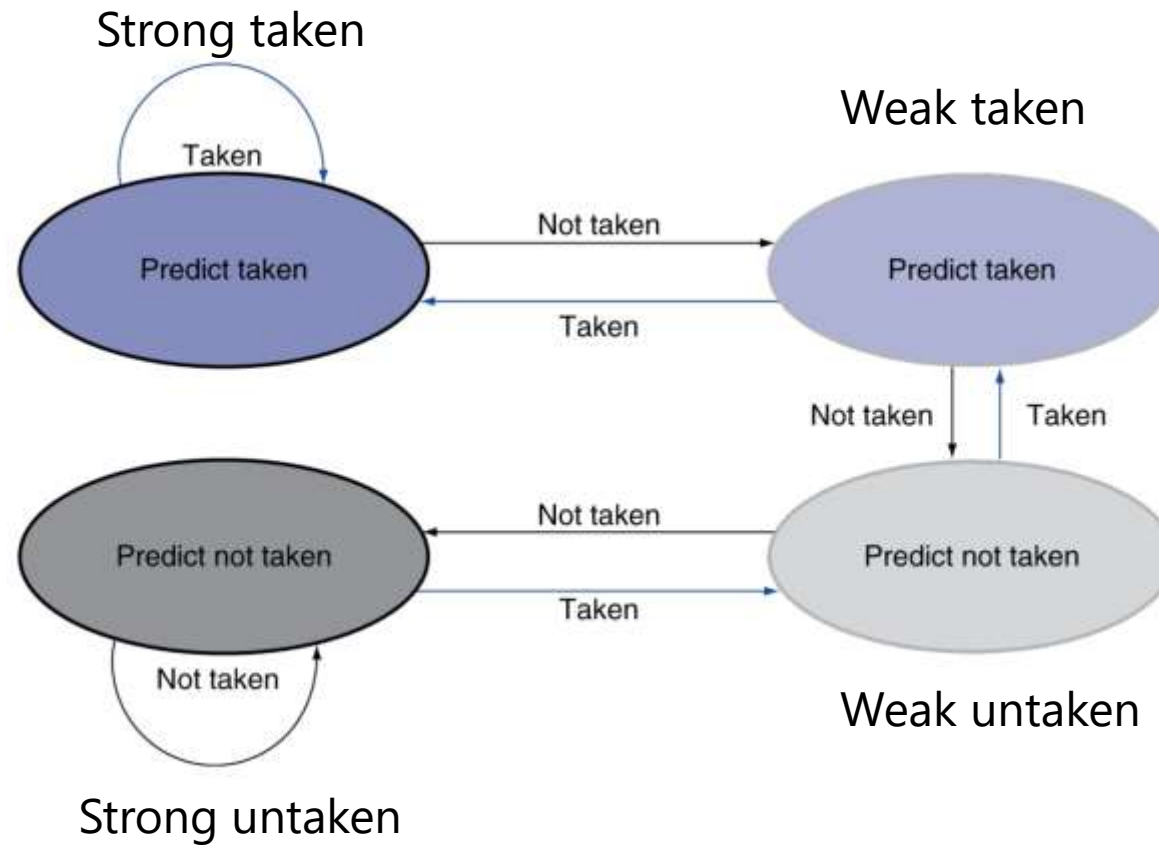 Strong taken
Weak taken
Taken
Not taken
Predict taken
Predict taken
Taken
Not taken
Taken
Not taken
Predict not taken
Predict not taken
Taken
Not taken
Weak untaken
Strong untaken